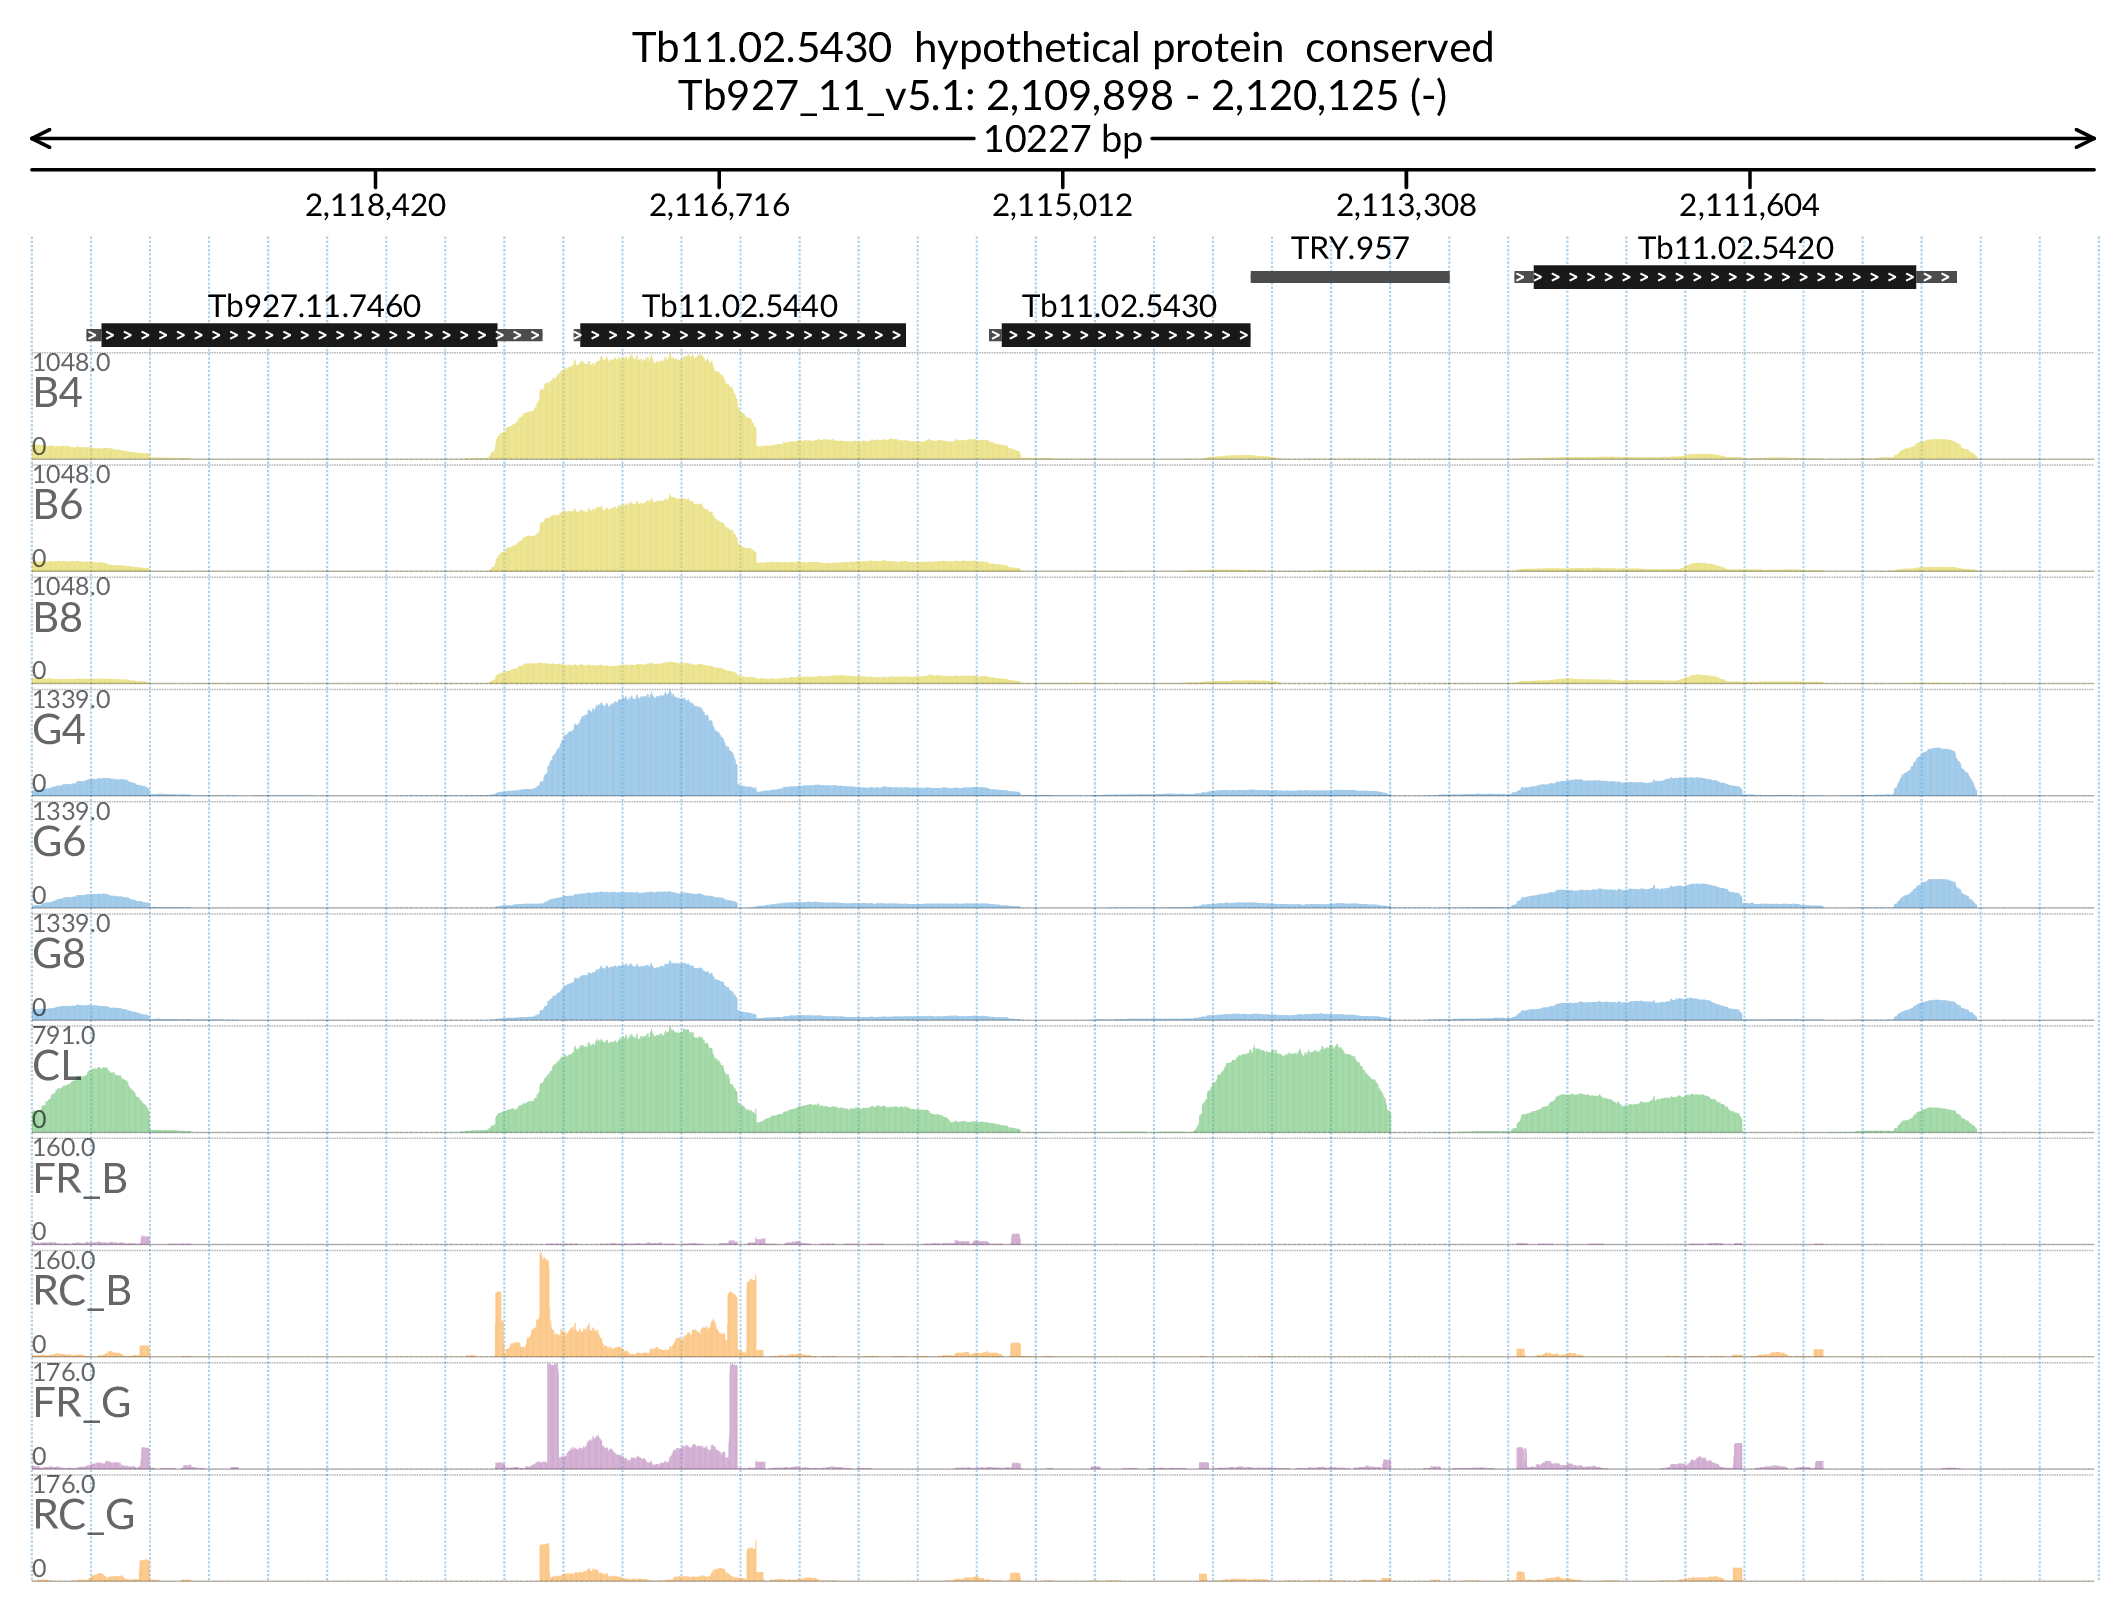 Tb11.02.5430 hypothetical protein conserved
Tb927_11_v5.1: 2,109,898 - 2,120,125 (-)
10227 bp
2,118,420 2,116,716 2,115,012 2,113,308 2,111,604
TRY.957 Tb11.02.5420
Tb927.11.7460 Tb11.02.5440 Tb11.02.5430
1048.0
B4
0
1048.0
B6
0
1048.0
B8
0
1339.0
G4
0
1339.0
G6
0
1339.0
G8
0
791.0
CL
0
160.0
FR_B
0
160.0
RC_B
0
176.0
FR_G
0
176.0
RC_G
0